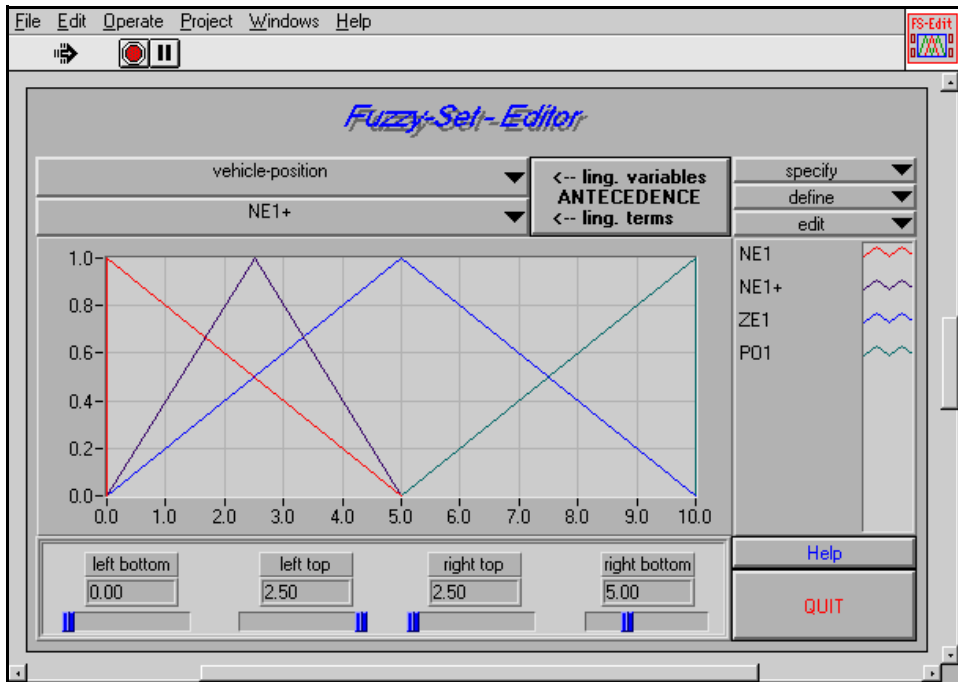 File Edit Operate Project Windows Help
FS-Edit
Fuzzy-Set-Editor
vehicle-position
NE1+
<-- ling. variables
ANTECEDENCE
<-- ling. terms
specify
define
edit
NE1
NE1+
ZE1
PO1
1.0
0.8
0.6
0.4
0.2
0.0
0.0 1.0 2.0 3.0 4.0 5.0 6.0 7.0 8.0 9.0 10.0
left bottom left top right top right bottom
0.00 2.50 2.50 5.00
Help
QUIT